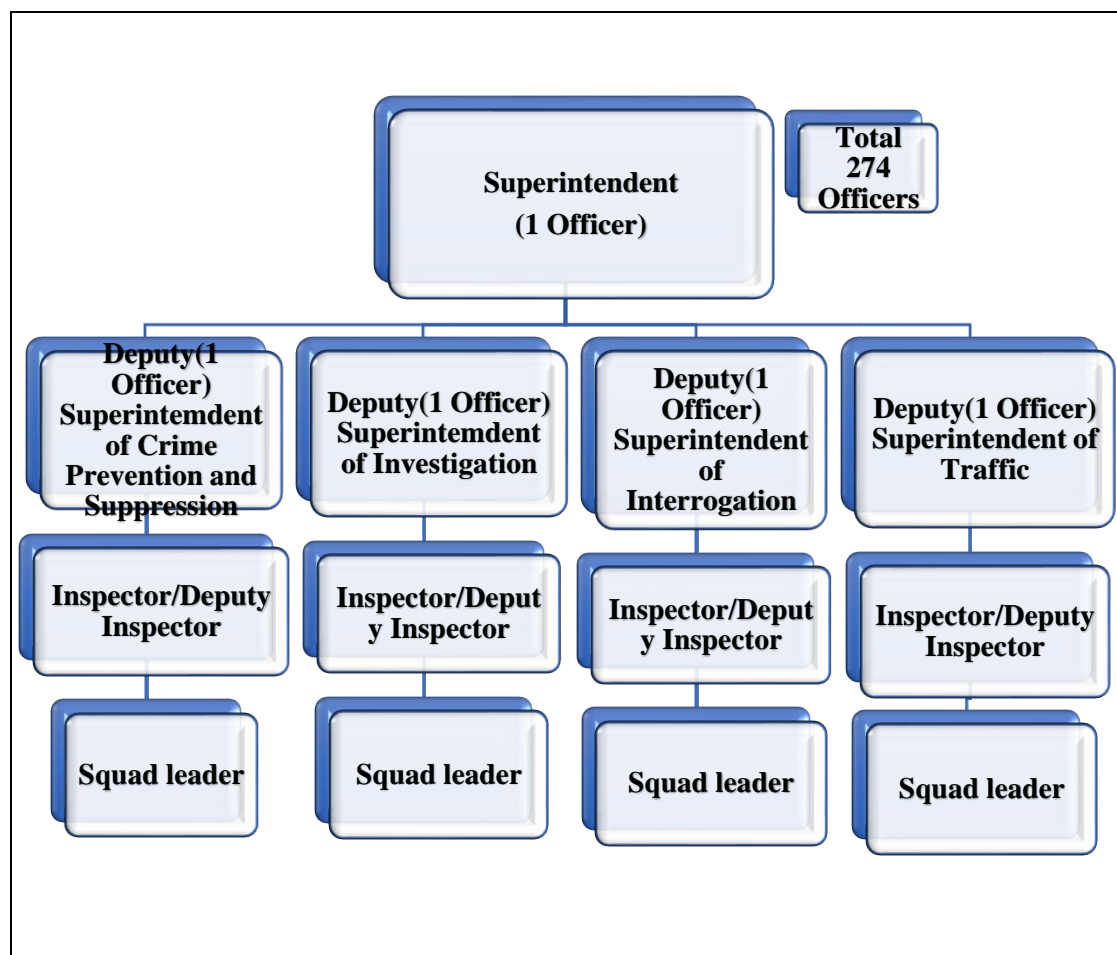 Superintendent
(1 Officer)
Total
274
Officers
Deputy(1
Officer)
Superintemdent
of Crime
Prevention and
Suppression
Deputy(1 Officer)
Superintemdent
of Investigation
Deputy(1
Officer)
Superintendent
of
Interrogation
Deputy(1 Officer)
Superintendent of
Traffic
Inspector/Deputy
Inspector
Inspector/Deput
y Inspector
Inspector/Deput
y Inspector
Inspector/Deputy
Inspector
Squad leader
Squad leader
Squad leader
Squad leader